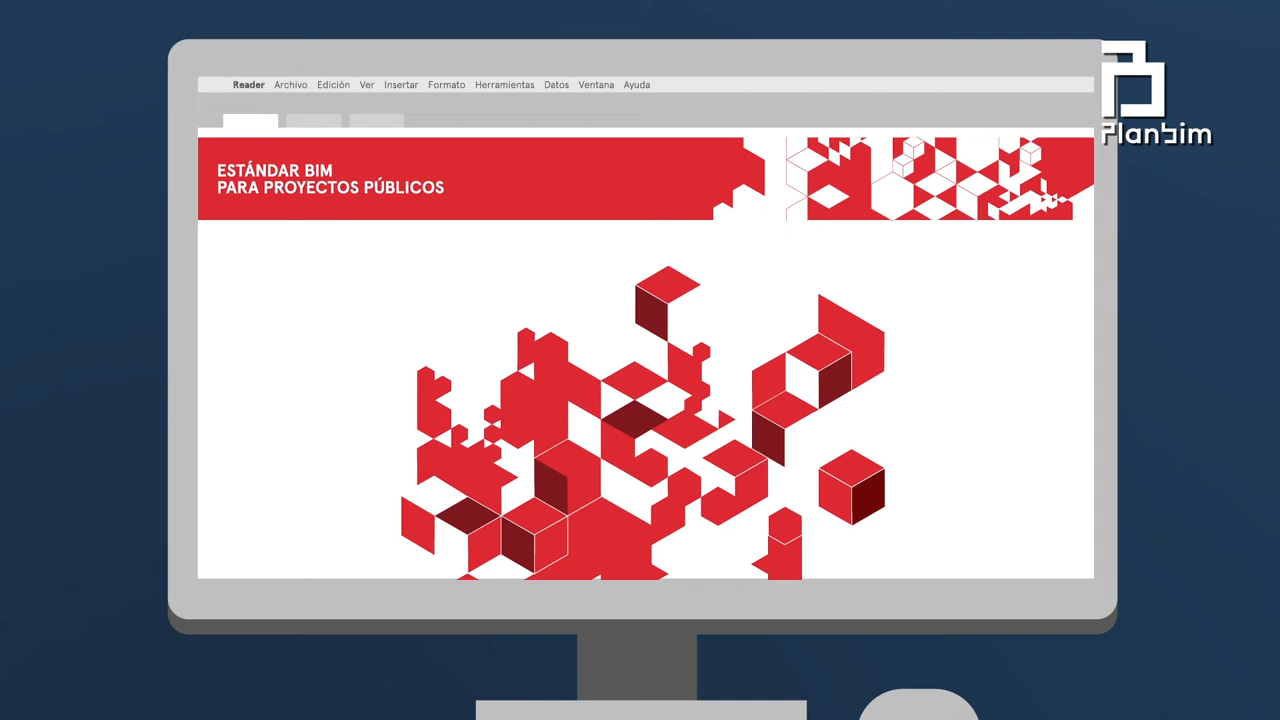 Reader Archivo Edición Ver Insertar Formato Herramientas Datos Ventana Ayuda
Planbim
ESTÁNDAR BIM
PARA PROYECTOS PÚBLICOS